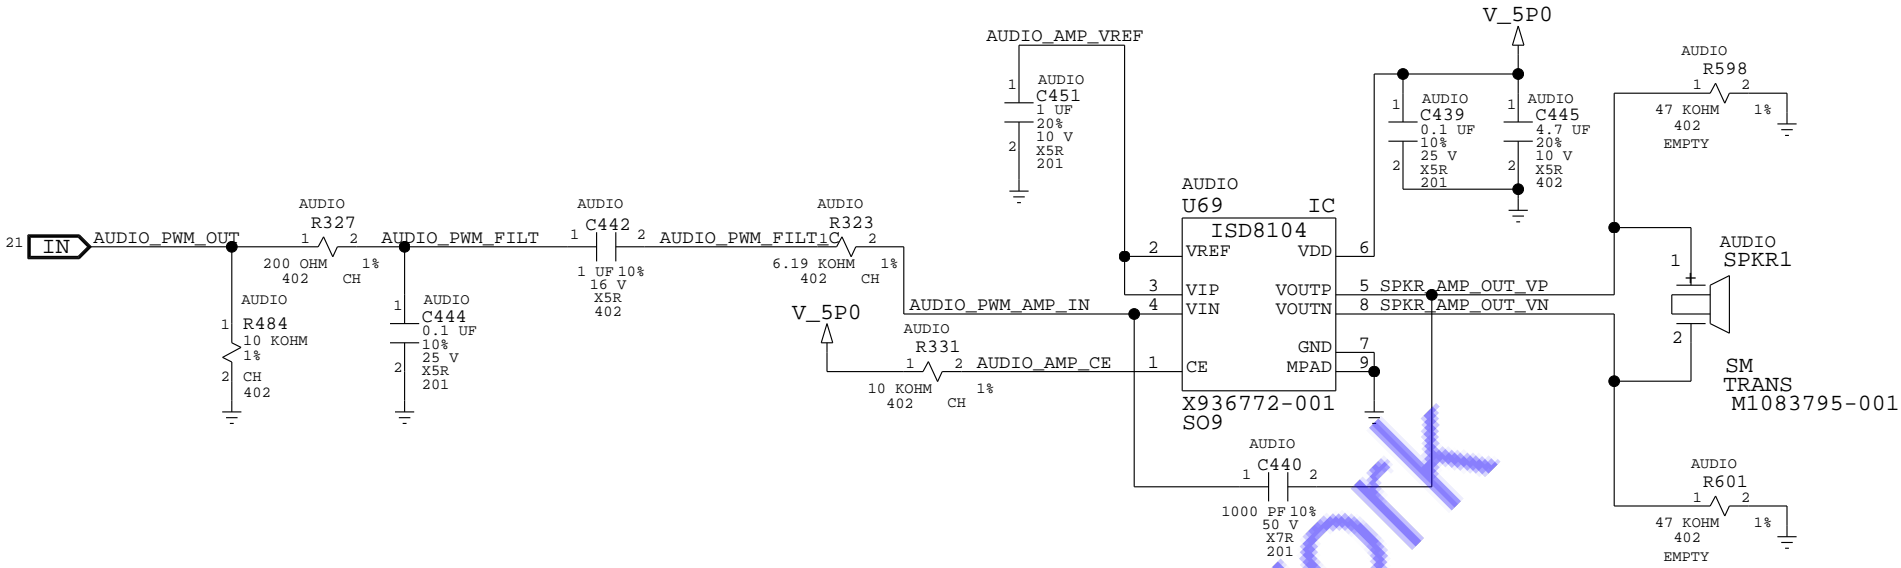 V_5P0
AUDIO_AMP_VREF
AUDIO
R598
1 2
47 KOHM 1%
402
EMPTY
AUDIO
C451
1
1 UF
20%
10 V
2
X5R
201
AUDIO
C439
1
0.1 UF
10%
25 V
2
X5R
201
AUDIO
C445
1
4.7 UF
20%
10 V
2
X5R
402
21 IN AUDIO_PWM_OUT
AUDIO
R327
1 2
200 OHM 1%
402 CH
AUDIO_PWM_FILT
AUDIO
C442
1 2
1 UF 10%
16 V
X5R
402
AUDIO_PWM_FILT_C
AUDIO
R323
1 2
6.19 KOHM 1%
402 CH
AUDIO
R484
1
10 KOHM
1%
2 CH
402
AUDIO
C444
1
0.1 UF
10%
25 V
2
X5R
201
V_5P0
AUDIO_PWM_AMP_IN
AUDIO
R331
1 2
10 KOHM 1%
402 CH
AUDIO_AMP_CE
AUDIO
U69 IC
ISD8104
2 VREF VDD 6
3 VIP VOUTP 5 SPKR_AMP_OUT_VP
4 VIN VOUTN 8 SPKR_AMP_OUT_VN
GND 7
1 CE MPAD 9
X936772-001
SO9
AUDIO
SPKR1
1
+
2
SM
TRANS
M1083795-001
AUDIO
C440
1 2
1000 PF 10%
50 V
X7R
201
AUDIO
R601
1 2
47 KOHM 1%
402
EMPTY
ork